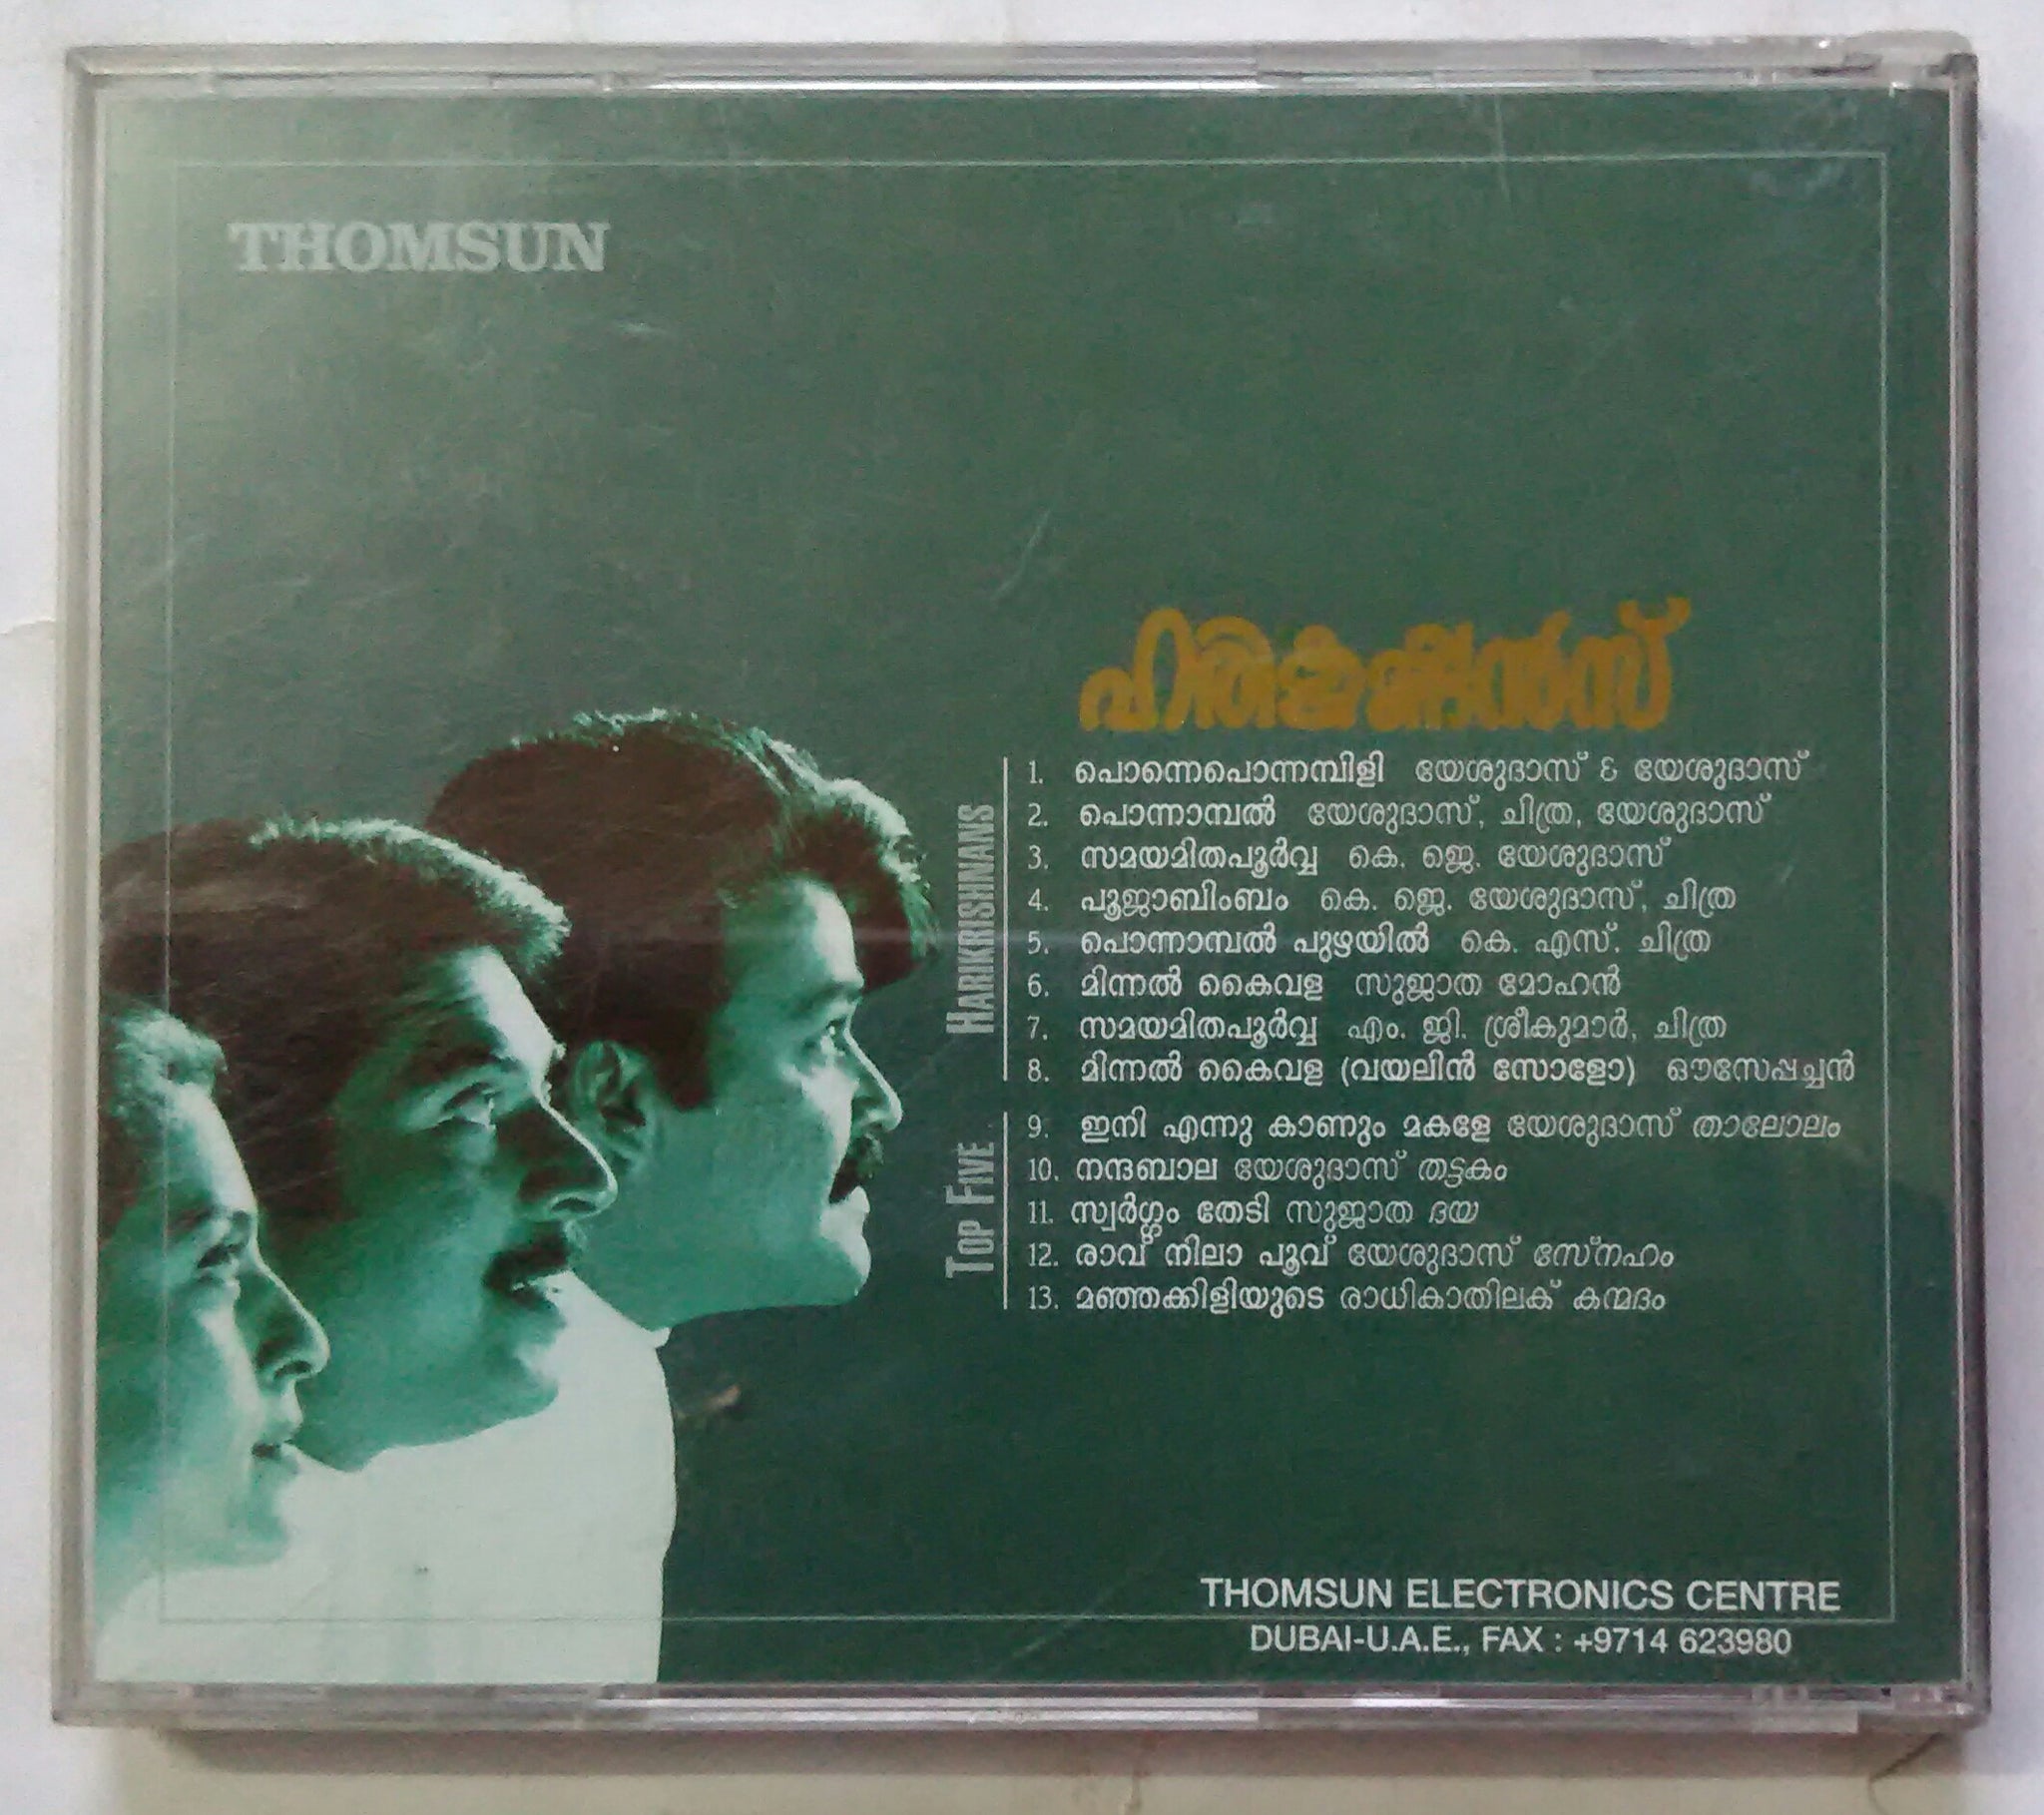 THOMSUN
ഹരികൃഷ്ണൻസ്
HARIKRISHNANS
1. പൊന്നെപൊന്നമ്പിളി യേശുദാസ് & യേശുദാസ്
2. പൊന്നാമ്പൽ യേശുദാസ്, ചിത്ര, യേശുദാസ്
3. സമയമിതപൂർവ്വ കെ. ജെ. യേശുദാസ്
4. പൂജാബിംബം കെ. ജെ. യേശുദാസ്, ചിത്ര
5. പൊന്നാമ്പൽ പുഴയിൽ കെ. എസ്. ചിത്ര
6. മിന്നൽ കൈവള സുജാത മോഹൻ
7. സമയമിതപൂർവ്വ എം. ജി. ശ്രീകുമാർ, ചിത്ര
8. മിന്നൽ കൈവള (വയലിൻ സോളോ) ഔസേപ്പച്ചൻ
TOP FIVE
9. ഇനി എന്നു കാണും മകളേ യേശുദാസ് താലോലം
10. നന്ദബാല യേശുദാസ് തട്ടകം
11. സ്വർഗ്ഗം തേടി സുജാത ദയ
12. രാവ് നിലാ പൂവ് യേശുദാസ് സ്നേഹം
13. മഞ്ഞക്കിളിയുടെ രാധികാതിലക് കന്മദം
THOMSUN ELECTRONICS CENTRE
DUBAI-U.A.E., FAX : +9714 623980